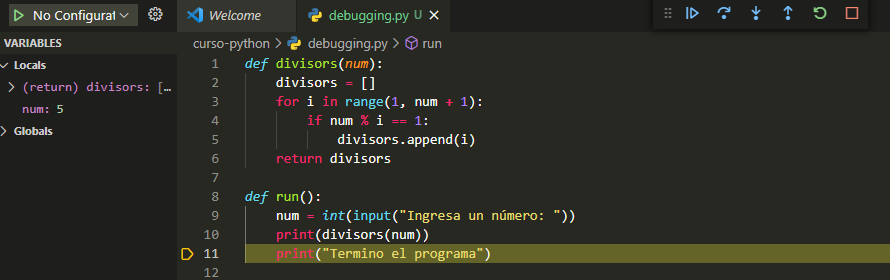 No Configurat
Welcome
debugging.py U
VARIABLES
Locals
(return) divisors: [...
num: 5
Globals
curso-python > debugging.py > run
1 def divisors(num):
2 divisors = []
3 for i in range(1, num + 1):
4 if num % i == 1:
5 divisors.append(i)
6 return divisors
7
8 def run():
9 num = int(input("Ingresa un número: "))
10 print(divisors(num))
11 print("Termino el programa")
12